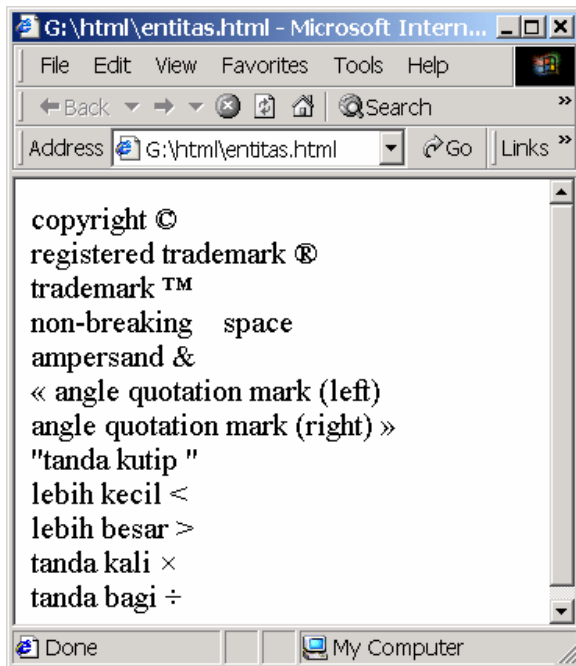 G:\html\entitas.html - Microsoft Intern...
File Edit View Favorites Tools Help
Back Search »
Address G:\html\entitas.html Go Links »
copyright ©
registered trademark ®
trademark ™
non-breaking    space
ampersand &
« angle quotation mark (left)
angle quotation mark (right) »
"tanda kutip "
lebih kecil <
lebih besar >
tanda kali ×
tanda bagi ÷
Done My Computer